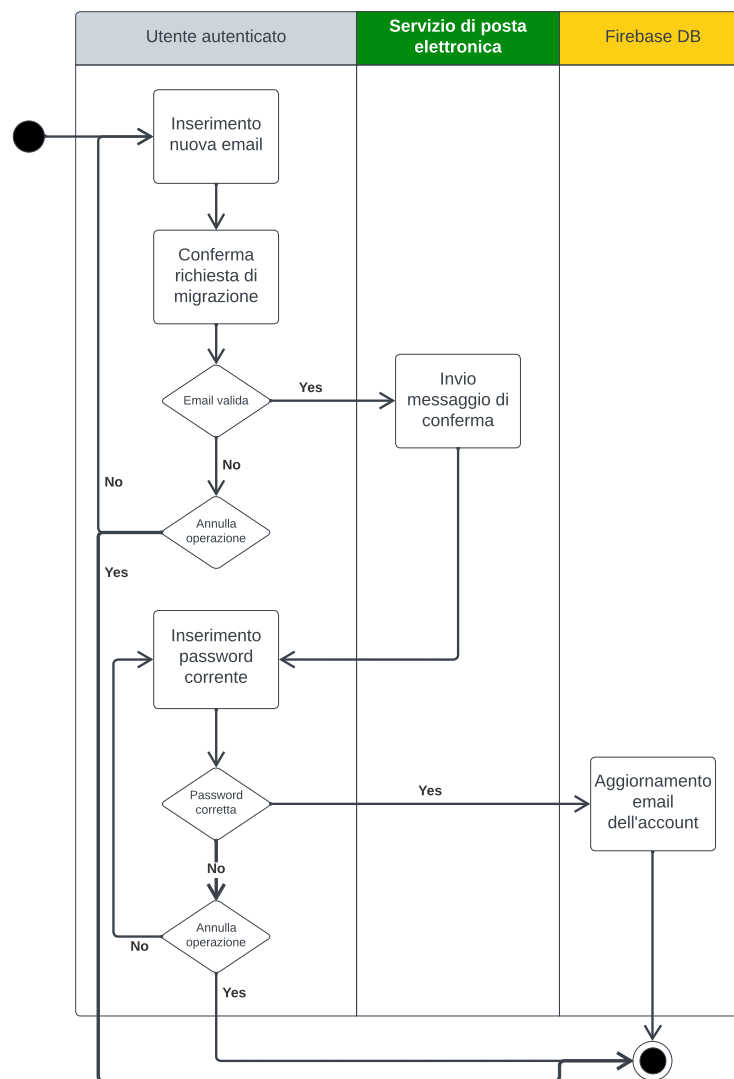 Utente autenticato
Servizio di posta
elettronica
Firebase DB
Inserimento
nuova email
Conferma
richiesta di
migrazione
Email valida
Yes
Invio
messaggio di
conferma
No
No
Annulla
operazione
Yes
Inserimento
password
corrente
Password
corretta
Yes
Aggiornamento
email
dell'account
No
Annulla
operazione
No
Yes